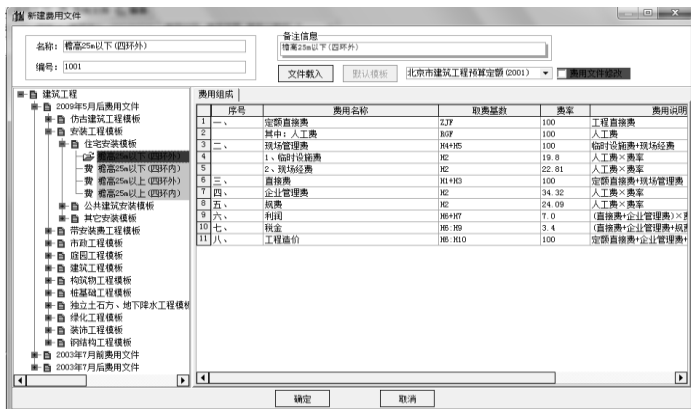 新建费用文件
名称: 檐高25m以下(四环外)
编号: 1001
备注信息
檐高25m以下(四环外)
文件载入 默认模板 北京市建筑工程预算定额(2001) 费用文件修改
建筑工程
2009年5月后费用文件
仿古建筑工程模板
安装工程模板
住宅安装模板
檐高25m以下(四环外)
费 檐高25m以下(四环内)
费 檐高25m以上(四环外)
费 檐高25m以上(四环内)
公共建筑安装模板
其它安装模板
带安装费工程模板
市政工程模板
庭园工程模板
建筑工程模板
构筑物工程模板
桩基础工程模板
独立土石方、地下降水工程模板
绿化工程模板
装饰工程模板
钢结构工程模板
2003年7月前费用文件
2003年7月后费用文件
费用组成
序号 费用名称 取费基数 费率 费用说明
1 一、 定额直接费 ZJF 100 工程直接费
2 其中: 人工费 RGF 100 人工费
3 二、 现场管理费 H4+H5 100 临时设施费+现场经费
4 1、临时设施费 H2 19.8 人工费×费率
5 2、现场经费 H2 22.81 人工费×费率
6 三、 直接费 H1+H3 100 定额直接费+现场管理费
7 四、 企业管理费 H2 34.32 人工费×费率
8 五、 规费 H2 24.09 人工费×费率
9 六、 利润 H6+H7 7.0 (直接费+企业管理费)×
10 七、 税金 H6:H9 3.4 (直接费+企业管理费+规
11 八、 工程造价 H6:H10 100 定额直接费+企业管理费+
确定 取消